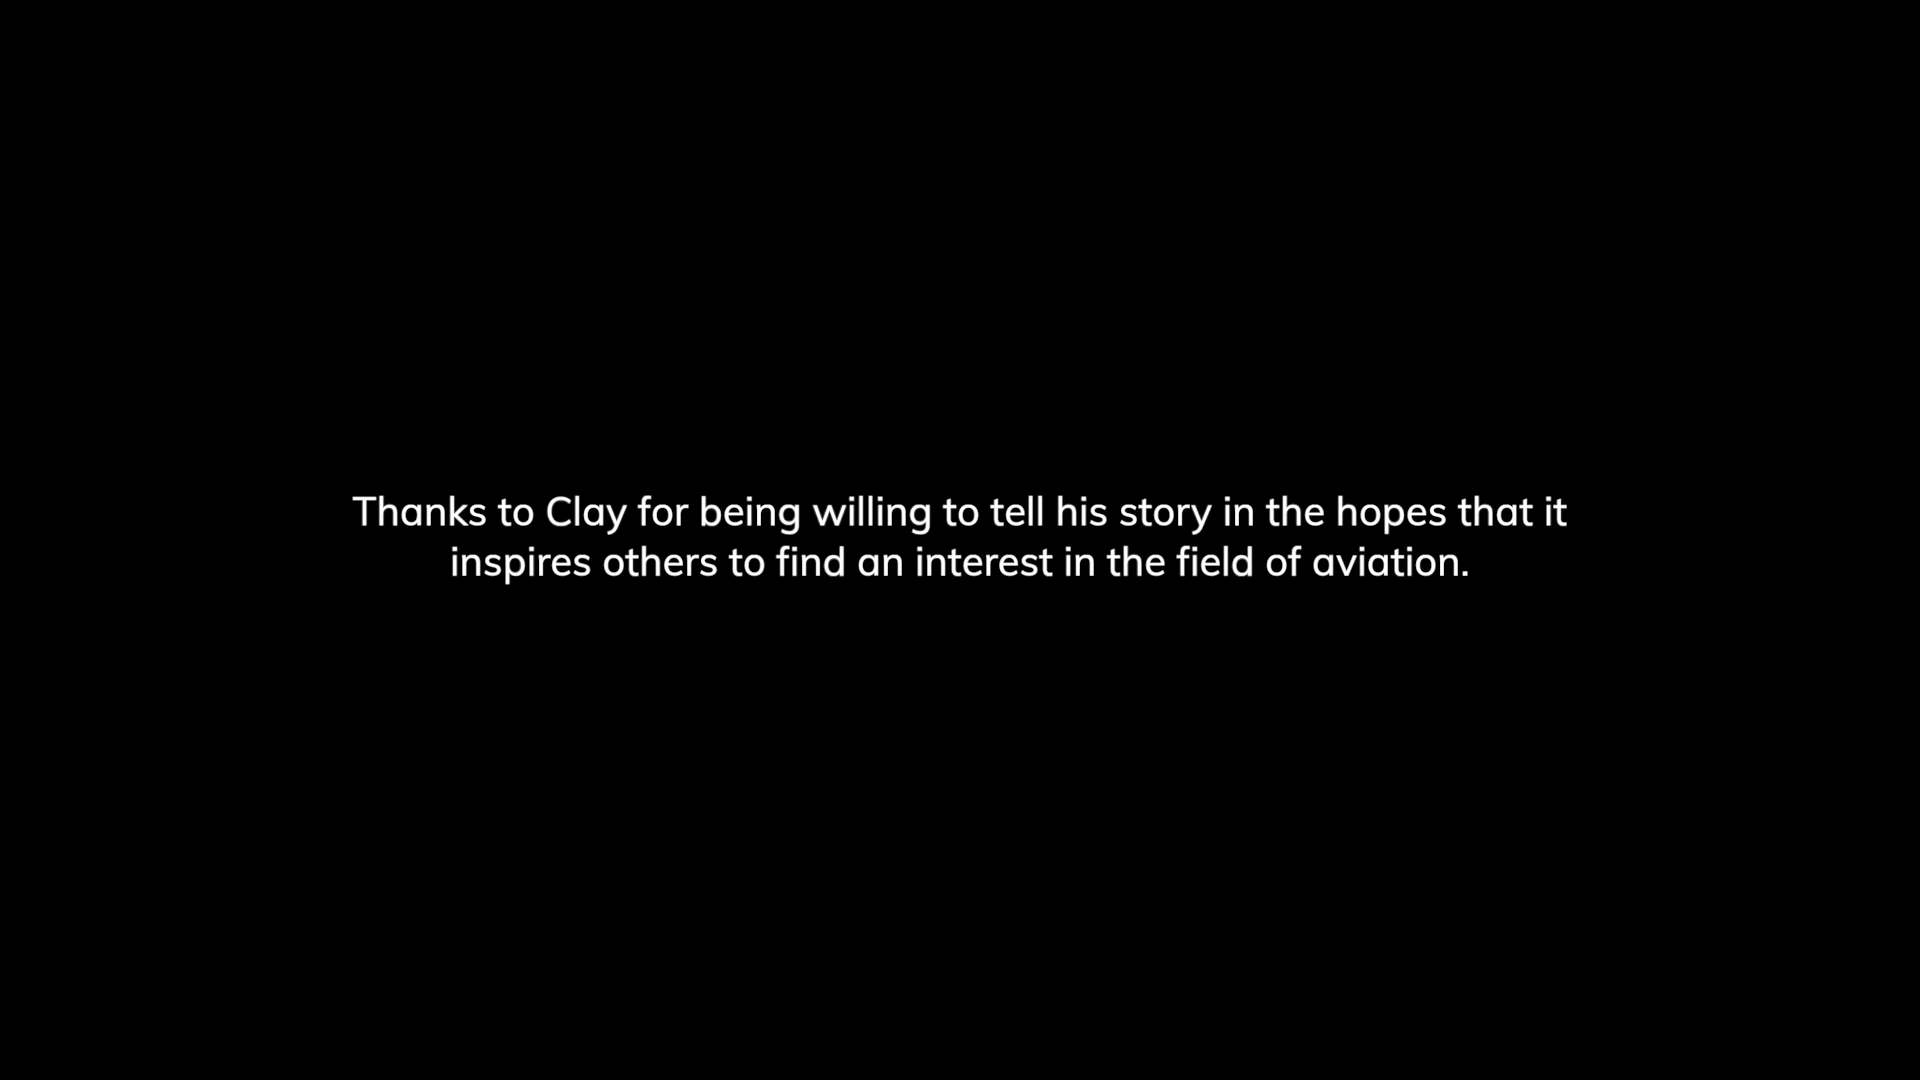 Thanks to Clay for being willing to tell his story in the hopes that it
inspires others to find an interest in the field of aviation.